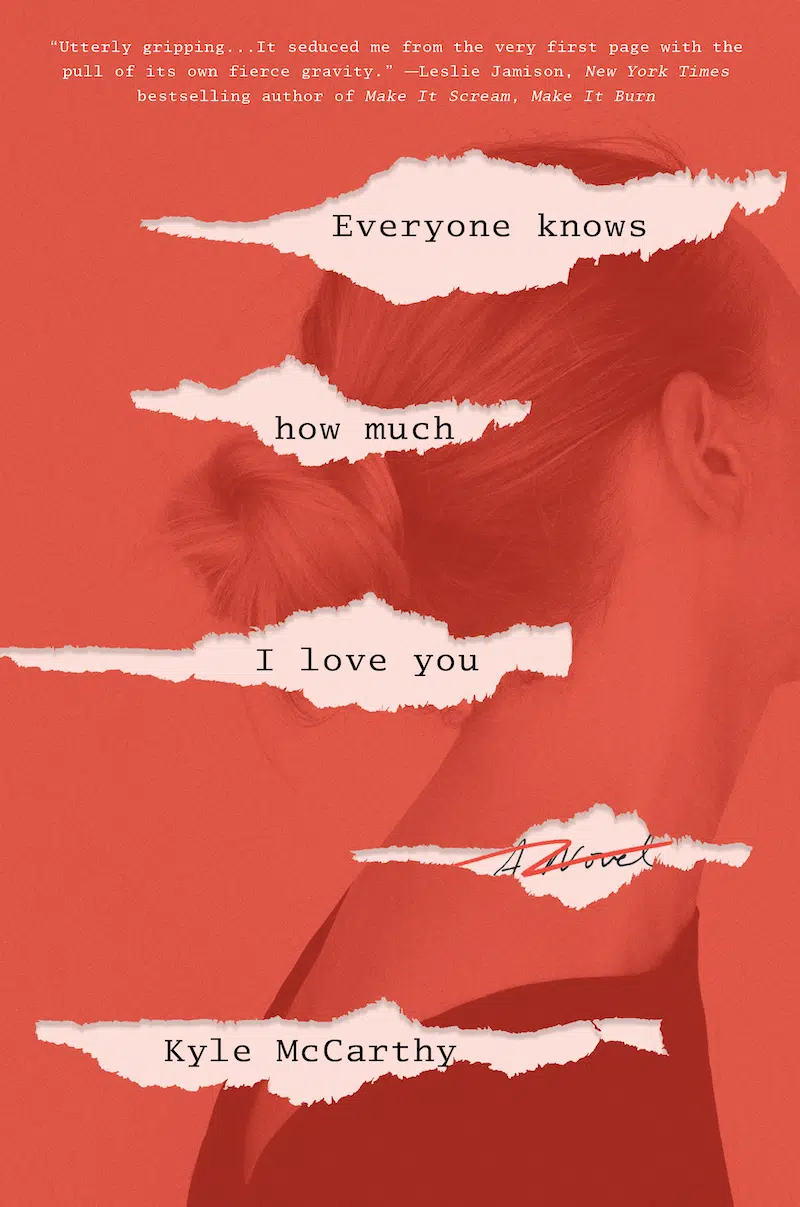 “Utterly gripping...It seduced me from the very first page with the
pull of its own fierce gravity.” —Leslie Jamison, New York Times
bestselling author of Make It Scream, Make It Burn
Everyone knows
how much
I love you
A Novel
Kyle McCarthy